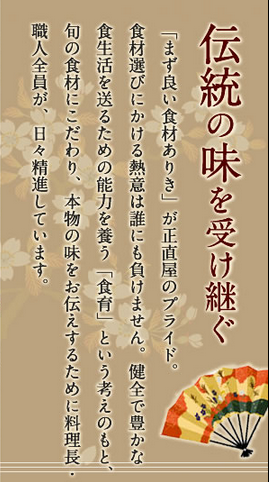 伝統の味を受け継ぐ
「まず良い食材ありき」が正直屋のプライド。
食材選びにかける熱意は誰にも負けません。健全で豊かな
食生活を送るための能力を養う「食育」という考えのもと、
旬の食材にこだわり、本物の味をお伝えするために料理長・
職人全員が、日々精進しています。